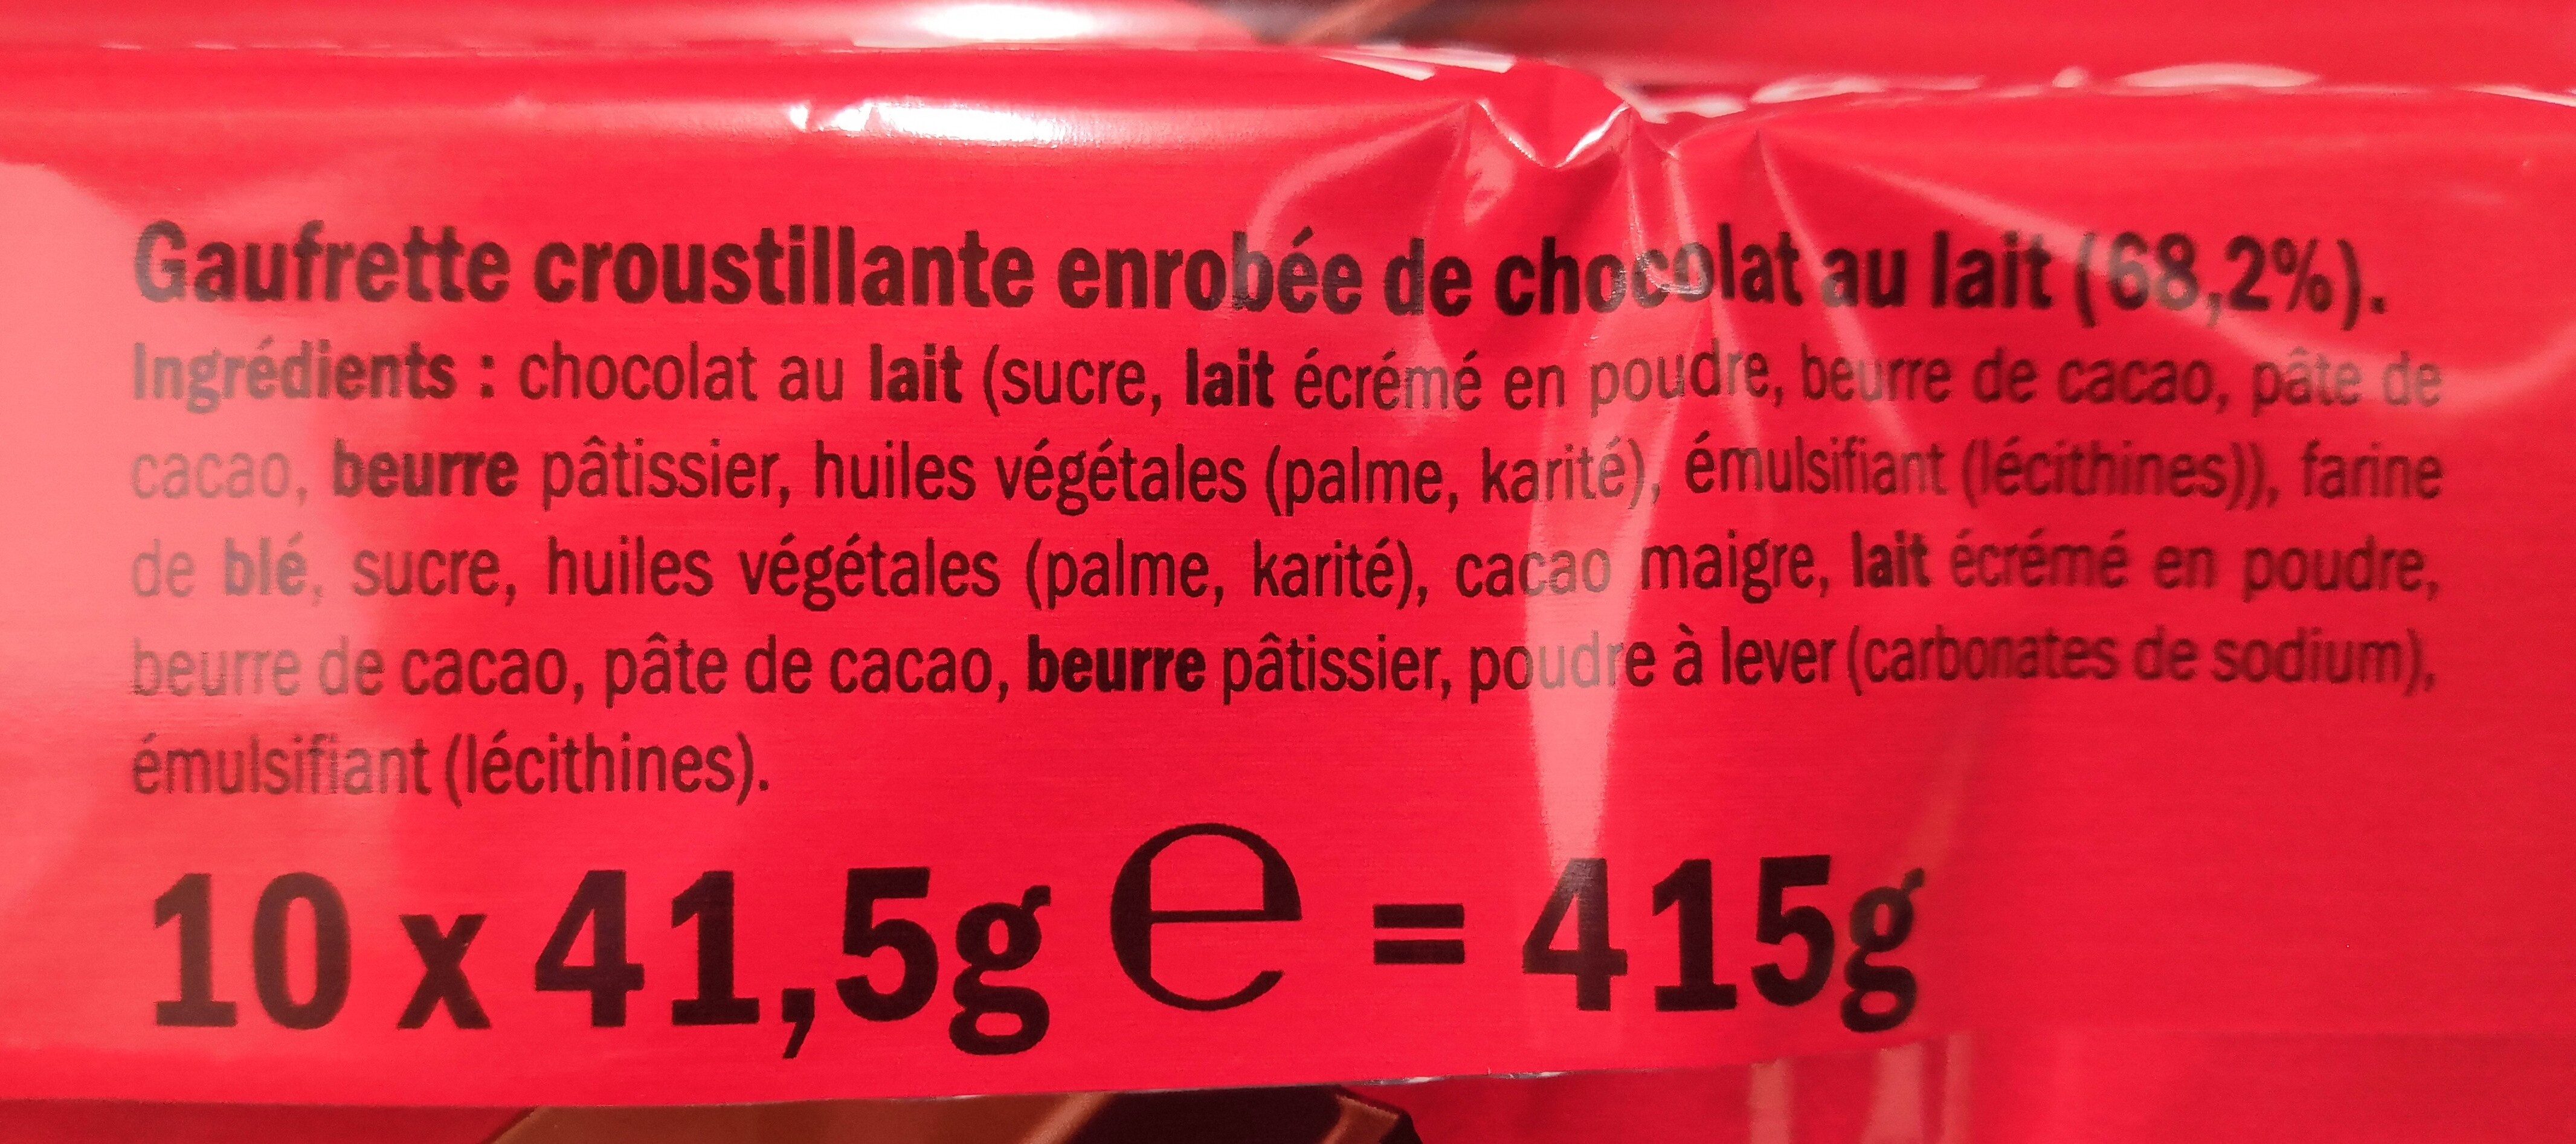 Gaufrette croustillante enrobée de chocolat au lait (68,2%).
Ingrédients : chocolat au lait (sucre, lait écrémé en poudre, beurre de cacao, pâte de
cacao, beurre pâtissier, huiles végétales (palme, karité), émulsifiant (lécithines)), farine
de blé, sucre, huiles végétales (palme, karité), cacao maigre, lait écrémé en poudre,
beurre de cacao, pâte de cacao, beurre pâtissier, poudre à lever (carbonates de sodium),
émulsifiant (lécithines).
10 x 41,5g e = 415g